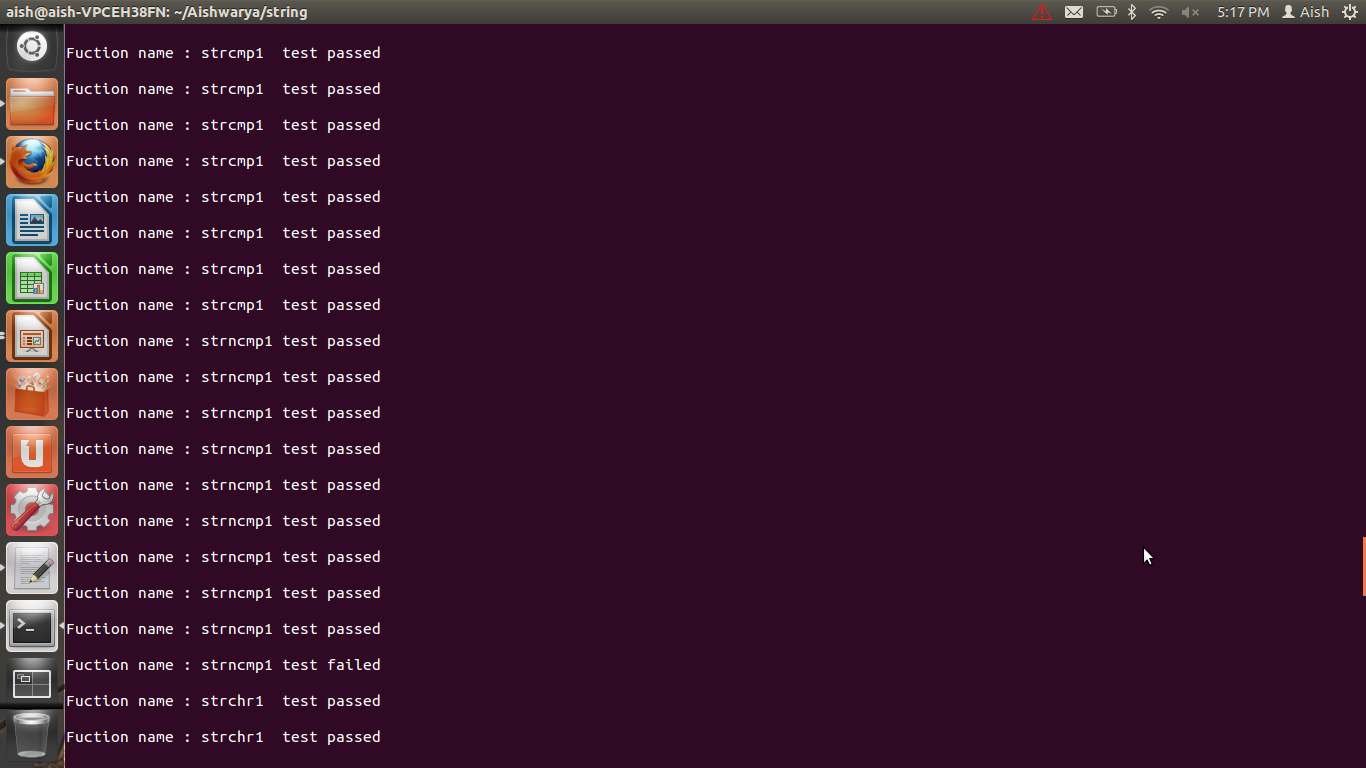 aish@aish-VPCEH38FN: ~/Aishwarya/string 5:17 PM Aish
Fuction name : strcmp1  test passed
Fuction name : strcmp1  test passed
Fuction name : strcmp1  test passed
Fuction name : strcmp1  test passed
Fuction name : strcmp1  test passed
Fuction name : strcmp1  test passed
Fuction name : strcmp1  test passed
Fuction name : strcmp1  test passed
Fuction name : strncmp1 test passed
Fuction name : strncmp1 test passed
Fuction name : strncmp1 test passed
Fuction name : strncmp1 test passed
Fuction name : strncmp1 test passed
Fuction name : strncmp1 test passed
Fuction name : strncmp1 test passed
Fuction name : strncmp1 test passed
Fuction name : strncmp1 test passed
Fuction name : strncmp1 test failed
Fuction name : strchr1  test passed
Fuction name : strchr1  test passed